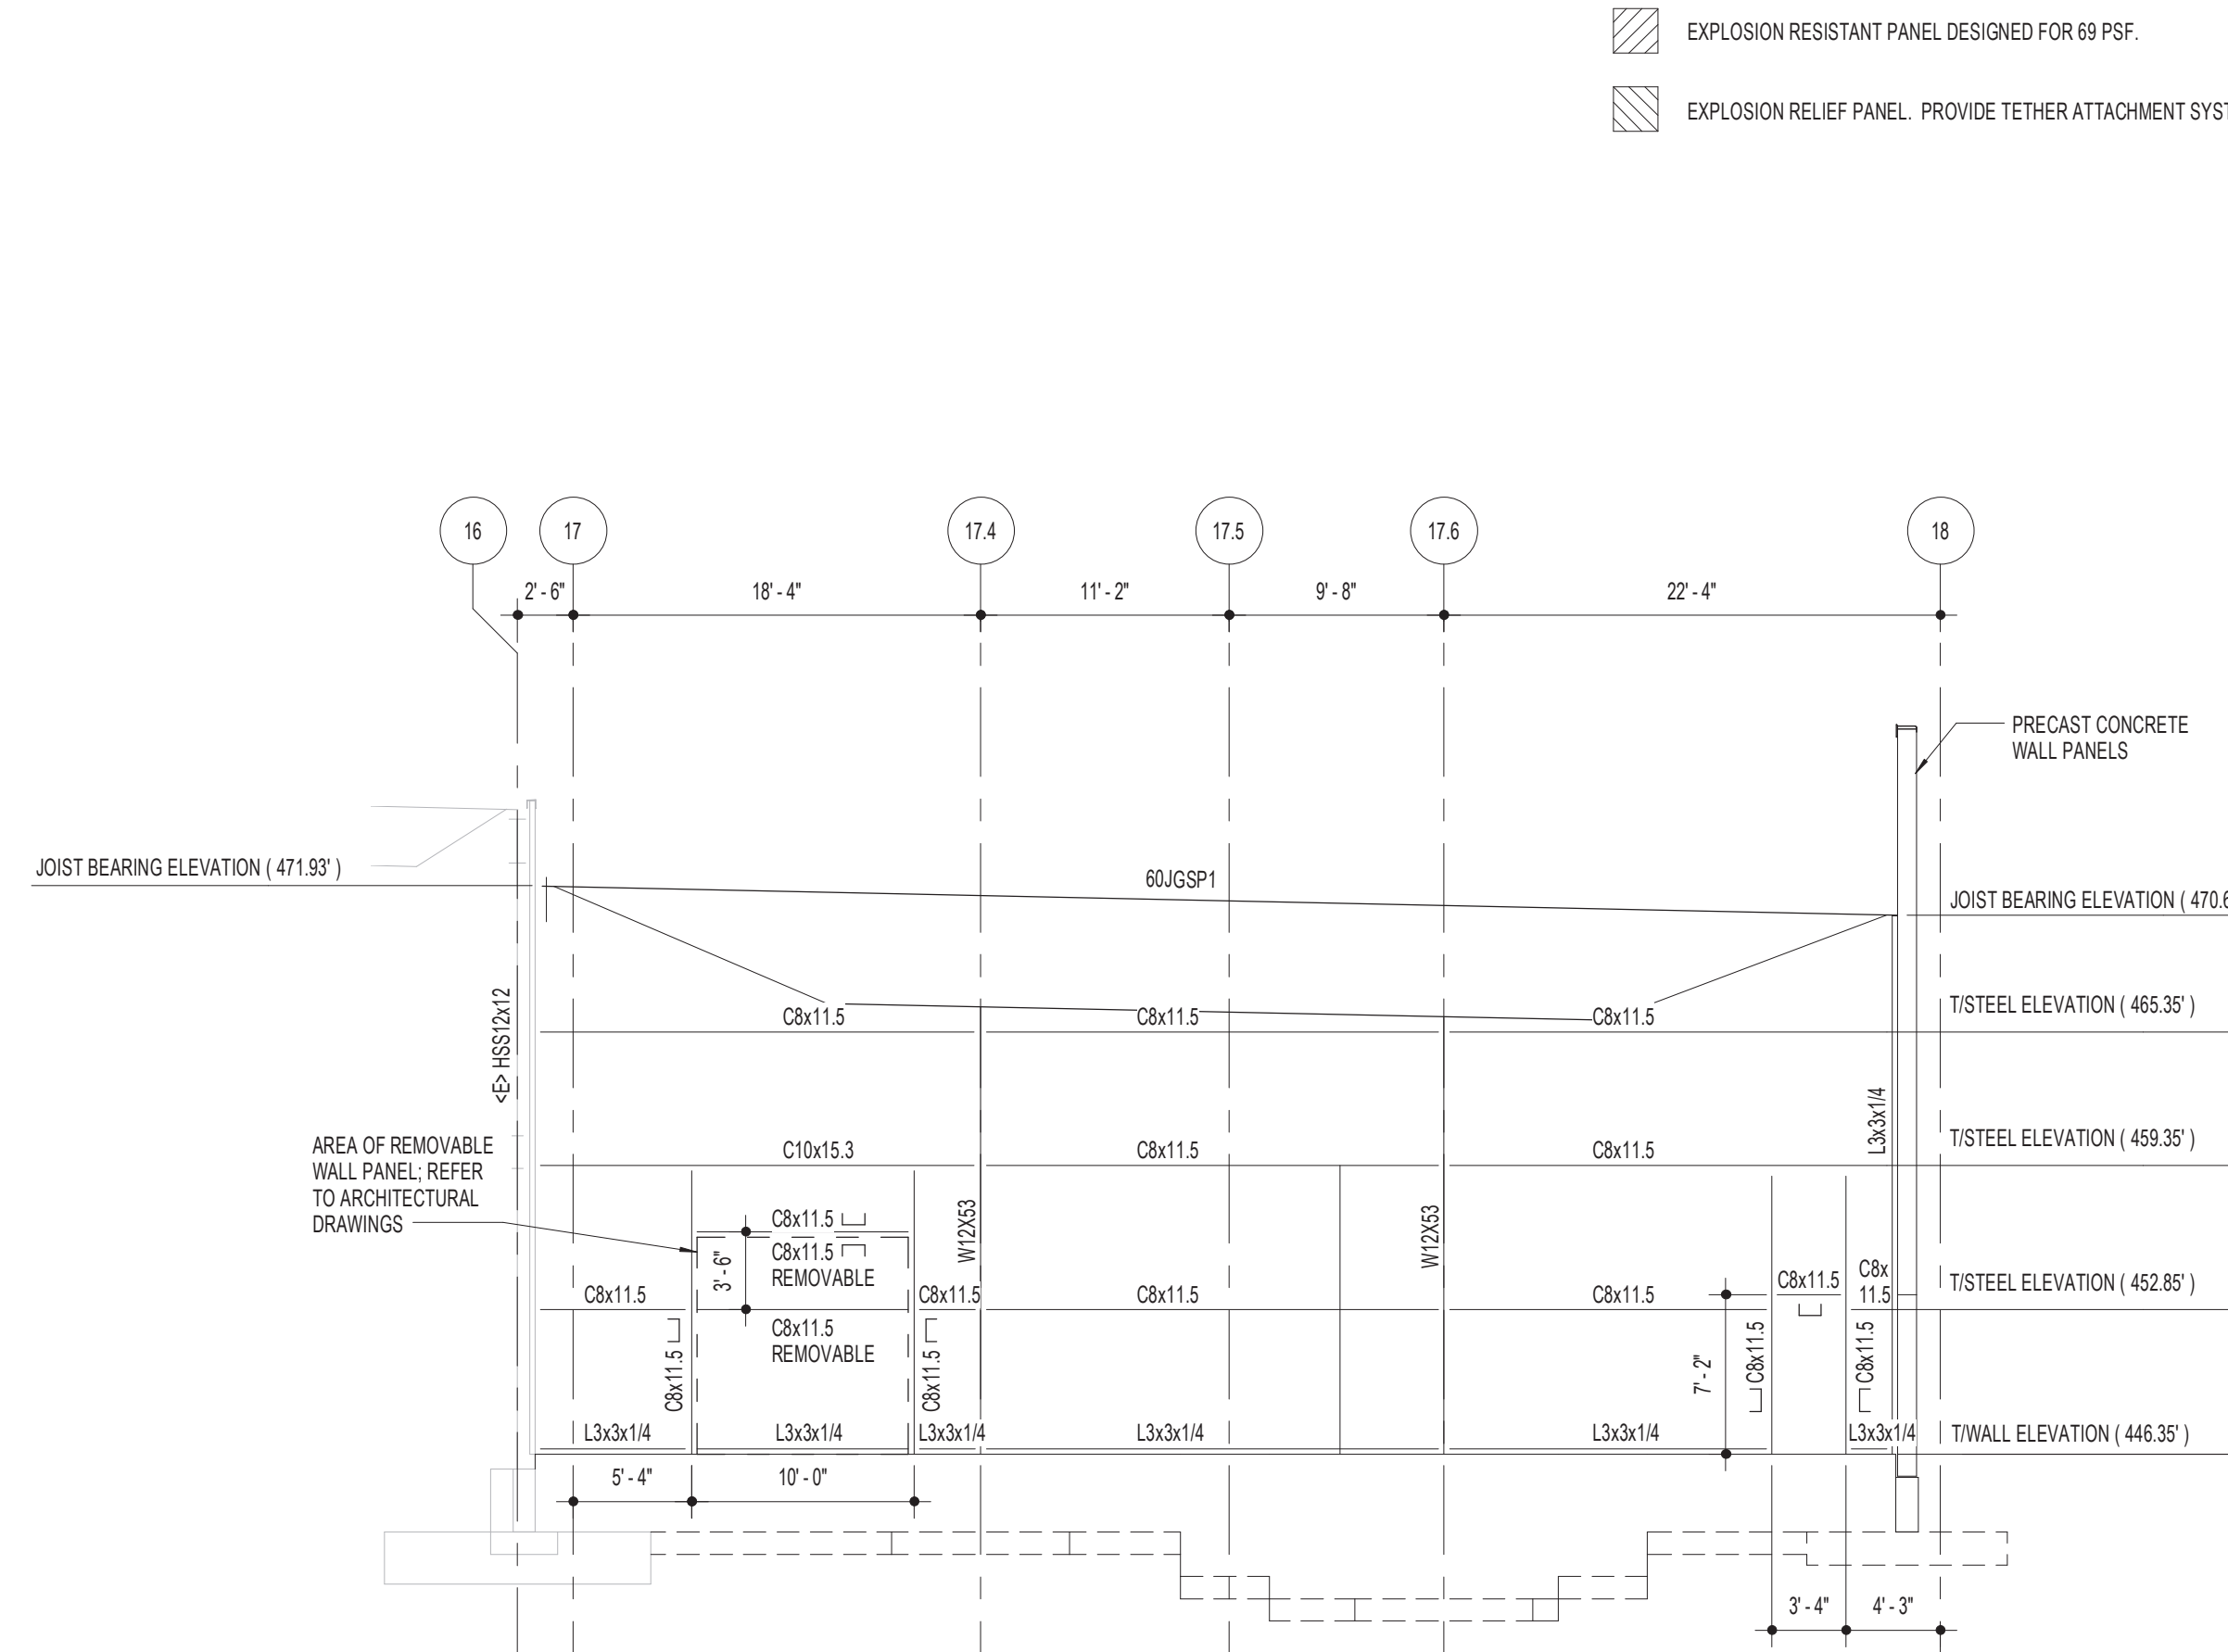 EXPLOSION RESISTANT PANEL DESIGNED FOR 69 PSF.
EXPLOSION RELIEF PANEL. PROVIDE TETHER ATTACHMENT
16
17
17.4
17.5
17.6
18
2' - 6"
18' - 4"
11' - 2"
9' - 8"
22' - 4"
PRECAST CONCRETE
WALL PANELS
JOIST BEARING ELEVATION ( 471.93' )
60JGSP1
JOIST BEARING ELEVATION ( 470.6
<E> HSS12x12
C8x11.5
C8x11.5
C8x11.5
T/STEEL ELEVATION ( 465.35' )
L3x3x1/4
AREA OF REMOVABLE
WALL PANEL; REFER
TO ARCHITECTURAL
DRAWINGS
C10x15.3
C8x11.5
C8x11.5
T/STEEL ELEVATION ( 459.35' )
W12X53
W12X53
C8x11.5
3' - 6"
C8x11.5
REMOVABLE
C8x11.5
C8x11.5
C8x11.5
C8x11.5
C8x11.5
C8x
11.5
T/STEEL ELEVATION ( 452.85' )
C8x11.5
REMOVABLE
C8x11.5
C8x11.5
7' - 2"
C8x11.5
C8x11.5
L3x3x1/4
L3x3x1/4
L3x3x1/4
L3x3x1/4
L3x3x1/4
L3x3x1/4
T/WALL ELEVATION ( 446.35' )
5' - 4"
10' - 0"
3' - 4"
4' - 3"